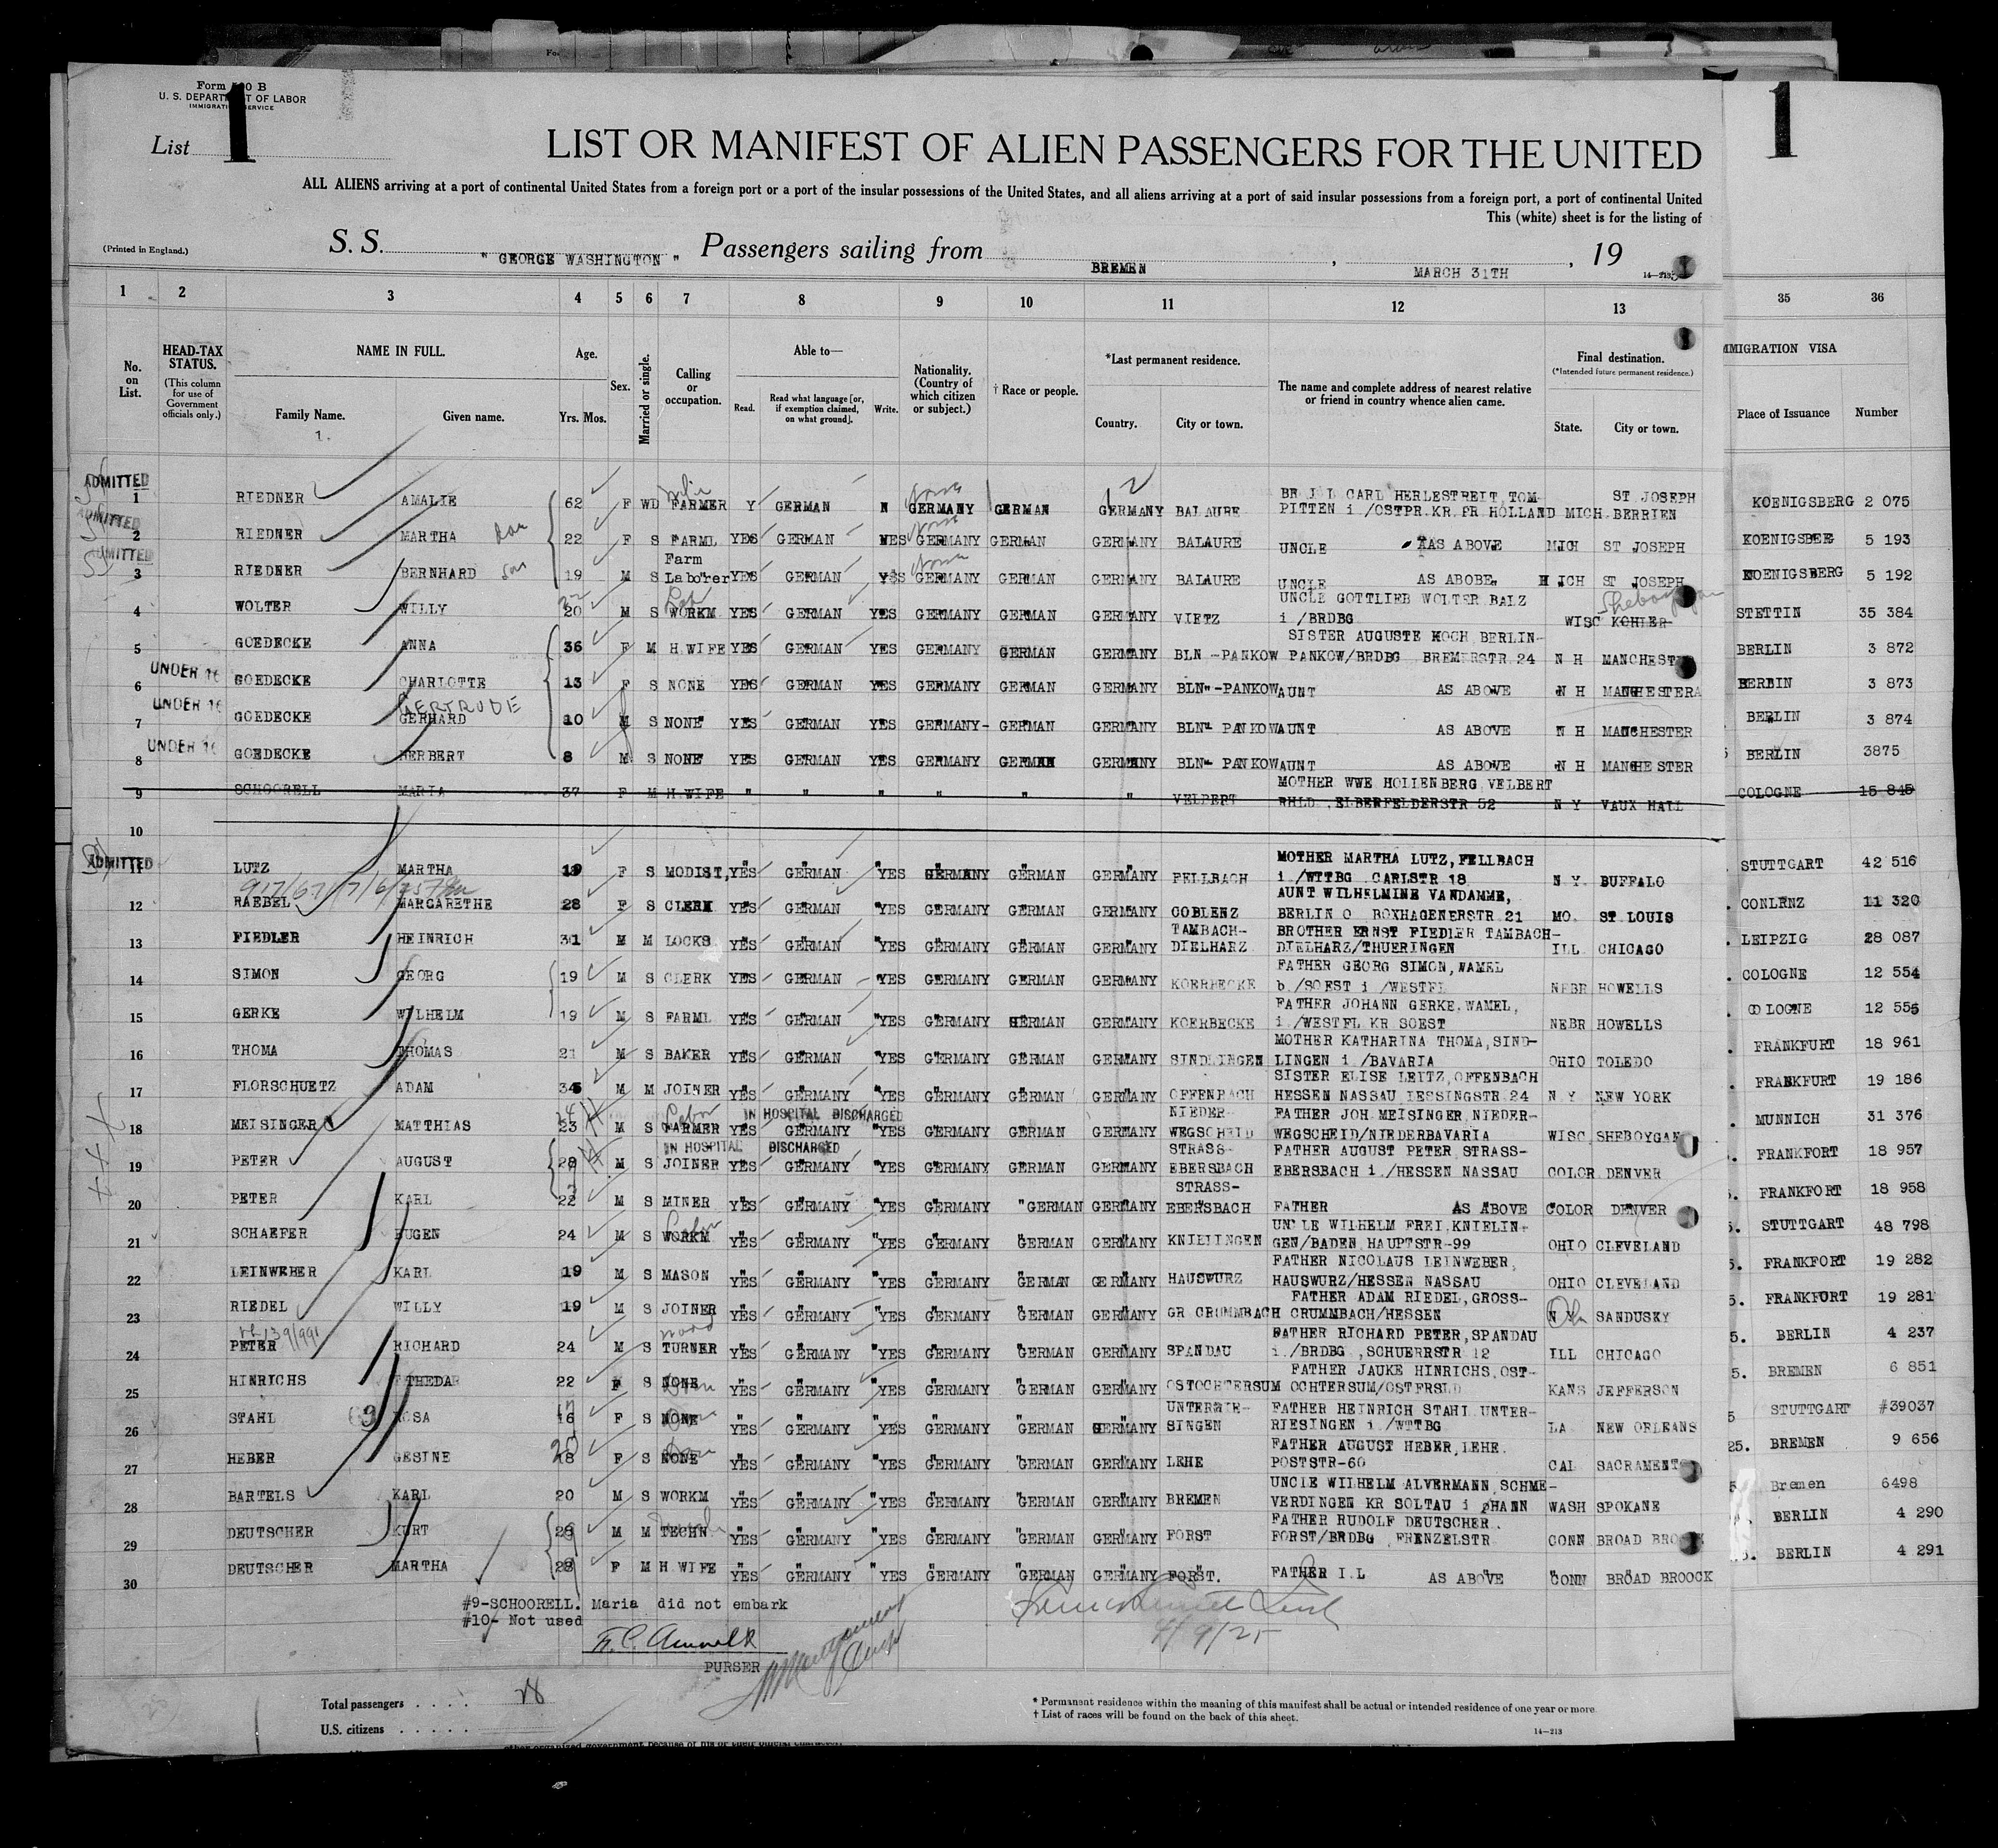 Form 500 B
U. S. DEPARTMENT OF LABOR
IMMIGRATION SERVICE
List 1
1
LIST OR MANIFEST OF ALIEN PASSENGERS FOR THE UNITED
ALL ALIENS arriving at a port of continental United States from a foreign port or a port of the insular possessions of the United States, and all aliens arriving at a port of said insular possessions from a foreign port, a port of continental United
This (white) sheet is for the listing of
(Printed in England.)
S. S. "GEORGE WASHINGTON" Passengers sailing from BREMEN, MARCH 31TH, 19
14-213
1 2 3 4 5 6 7 8 9 10 11 12 13 35 36
No. on List.
HEAD-TAX STATUS.
(This column for use of Government officials only.)
NAME IN FULL.
Family Name. Given name.
Age.
Yrs. Mos.
Sex.
Married or single.
Calling or occupation.
Able to—
Read. Read what language [or, if exemption claimed, on what ground]. Write.
Nationality. (Country of which citizen or subject.)
† Race or people.
*Last permanent residence.
Country. City or town.
The name and complete address of nearest relative or friend in country whence alien came.
Final destination.
(*Intended future permanent residence.)
State. City or town.
IMMIGRATION VISA
Place of Issuance Number
ADMITTED 1 RIEDNER AMALIE 62 F WD FARMER Y GERMAN N GERMANY GERMAN GERMANY BALAURE CARL HERLESTREIT, TOM- ST JOSEPH KOENIGSBERG 2 075
PITTEN i /OSTPR.KR.PR HOLLAND MICH BERRIEN
ADMITTED 2 RIEDNER MARTHA 22 F S FARML YES GERMAN YES GERMANY GERMAN GERMANY BALAURE UNCLE AS ABOVE MICH ST JOSEPH KOENIGSBEG 5 193
ADMITTED 3 RIEDNER BERNHARD son 19 M S Farm Laborer YES GERMAN YES GERMANY GERMAN GERMANY BALAURE UNCLE AS ABOBE, MICH ST JOSEPH KOENIGSBERG 5 192
4 WOLTER WILLY 20 M S WORKM YES GERMAN YES GERMANY GERMAN GERMANY VIETZ UNCLE GOTTLIEB WOLTER BALZ i /BRDBG WISC KOHLER Sheboygan STETTIN 35 384
5 GOEDECKE ANNA 36 F M H WIFE YES GERMAN YES GERMANY GERMAN GERMANY BLN -PANKOW SISTER AUGUSTE KOCH BERLIN- PANKOW/BRDBG BREMERSTR 24 N H MANCHESTE BERLIN 3 872
UNDER 16 6 GOEDECKE CHARLOTTE 13 F S NONE YES GERMAN YES GERMANY GERMAN GERMANY BLN"-PANKOW AUNT AS ABOVE N H MANCHESTERA BERLIN 3 873
UNDER 16 7 GOEDECKE GERHARD GERTRUDE 10 M S NONE YES GERMAN YES GERMANY- GERMAN GERMANY BLN" PANKOW AUNT AS ABOVE N H MANCHESTER BERLIN 3 874
UNDER 16 8 GOEDECKE HERBERT 8 M S NONE YES GERMAN YES GERMANY GERMAN GERMANY BLN- PANKOW AUNT AS ABOVE N H MANCHESTER BERLIN 3875
9 SCHOORELL MARIA 37 F M H.WIFE " " " " " " VELPERT MOTHER WWE HOLLENBERG VELBERT RHLD ,ELBERFELDERSTR 52 N Y VAUX HALL COLOGNE 15 845
10
ADMITTED 11 LUTZ MARTHA 19 F S MODIST, YES GERMAN YES GERMANY GERMAN GERMANY FELLBACH MOTHER MARTHA LUTZ, FELLBACH i./WTTBG CARLSTR 18 N Y. BUFFALO STUTTGART 42 516
12 RAEBEL MARGARETHE 28 F S CLERK YES GERMAN YES GERMANY GERMAN GERMANY COBLENZ AUNT WILHELMINE VANDAMME, BERLIN O BOXHAGENERSTR 21 MO. ST LOUIS CONLENZ 11 320
13 FIEDLER HEINRICH 31 M M LOCKS YES GERMAN YES GERMANY GERMAN GERMANY TAMBACH-DIELHARZ BROTHER ERNST FIEDLER TAMBACH- DIELHARZ/THUERINGEN ILL CHICAGO LEIPZIG 28 087
14 SIMON GEORG 19 M S CLERK YES GERMAN YES GERMANY GERMAN GERMANY KOERBECKE FATHER GEORG SIMON, WAMEL b./SOEST i /WESTFL NEBR HOWELLS COLOGNE 12 554
15 GERKE WILHELM 19 M S FARML YES GERMAN YES GERMANY GERMAN GERMANY KOERBECKE FATHER JOHANN GERKE, WAMEL, i./WESTFL KR SOEST NEBR HOWELLS COLOGNE 12 555
16 THOMA THOMAS 21 M S BAKER YES GERMAN YES GERMANY GERMAN GERMANY SINDLINGEN MOTHER KATHARINA THOMA, SIND- LINGEN i /BAVARIA OHIO TOLEDO FRANKFURT 18 961
17 FLORSCHUETZ ADAM 34 M M JOINER YES GERMANY YES GERMANY GERMAN GERMANY OFFENBACH SISTER ELISE LEITZ, OFFENBACH HESSEN NASSAU LESSINGSTR 24 N Y NEW YORK FRANKFURT 19 186
IN HOSPITAL DISCHARGED
18 MEISINGER MATTHIAS 23 M S FARMER YES GERMANY YES GERMANY GERMAN GERMANY NIEDER WEGSCHEID FATHER JOH MEISINGER NIEDER- WEGSCHEID/NIEDERBAVARIA WISC. SHEBOYGAN MUNNICH 31 376
IN HOSPITAL DISCHARGED
19 PETER AUGUST 28 M S JOINER YES GERMANY YES GERMANY GERMAN GERMANY STRASS- EBERSBACH FATHER AUGUST PETER STRASS- EBERSBACH i./HESSEN NASSAU COLOR DENVER FRANKFORT 18 957
20 PETER KARL 22 M S MINER YES GERMANY YES GERMANY GERMAN GERMANY STRASS- EBERSBACH FATHER AS ABOVE COLOR DENVER FRANKFORT 18 958
21 SCHAEFER EUGEN 24 M S WORKM YES GERMANY YES GERMANY GERMAN GERMANY KNIELINGEN UNCLE WILHELM FREI, KNIELIN- GEN/BADEN HAUPTSTR-99 OHIO CLEVELAND STUTTGART 48 798
22 LEINWEBER KARL 19 M S MASON YES GERMANY YES GERMANY GERMAN GERMANY HAUSWURZ FATHER NICOLAUS LEINWEBER, HAUSWURZ/HESSEN NASSAU OHIO CLEVELAND FRANKFORT 19 282
23 RIEDEL WILLY 19 M S JOINER YES GERMANY YES GERMANY GERMAN GERMANY GR CRUMMBACH FATHER ADAM RIEDEL, GROSS- CRUMMBACH/HESSEN N Y SANDUSKY FRANKFURT 19 281
24 PETER RICHARD 24 M S TURNER YES GERMANY YES GERMANY GERMAN GERMANY SPANDAU FATHER RICHARD PETER, SPANDAU i./BRDBG ,SCHUERRSTR 12 ILL CHICAGO BERLIN 4 237
25 HINRICHS THEDA 22 F S NONE YES GERMANY YES GERMANY GERMAN GERMANY OSTOCHTERSUM FATHER JAUKE HINRICHS, OST- OCHTERSUM/OSTFRSLD KANS JEFFERSON BREMEN 6 851
26 STAHL ROSA 16 F S NONE YES GERMANY YES GERMANY GERMAN GERMANY UNTERRIE- SINGEN FATHER HEINRICH STAHL UNTER- RIESINGEN i /WTTBG LA NEW ORLEANS STUTTGART #39037
27 HEBER GESINE 18 20 F S NONE YES GERMANY YES GERMANY GERMAN GERMANY LEHE FATHER AUGUST HEBER, LEHE. POSTSTR-60 CAL SACRAMENTO BREMEN 9 656
28 BARTELS KARL 20 M S WORKM YES GERMANY YES GERMANY GERMAN GERMANY BREMEN UNCLE WILHELM ALVERMANN, SCHME- VERDINGEN KR SOLTAU i HANN WASH SPOKANE Bremen 6498
29 DEUTSCHER KURT 28 M M TECHN YES GERMANY YES GERMANY GERMAN GERMANY FORST FATHER RUDOLF DEUTSCHER. FORST/BRDBG FRENZELSTR CONN BROAD BROOCK BERLIN 4 290
30 DEUTSCHER MARTHA 28 F M H WIFE YES GERMANY YES GERMANY GERMAN GERMANY FORST. FATHER I.L AS ABOVE CONN BROAD BROOCK BERLIN 4 291
#9-SCHOORELL. Maria did not embark
#10- Not used
4/9/25
PURSER
Total passengers . . . . 28
U.S. citizens . . . . .
* Permanent residence within the meaning of this manifest shall be actual or intended residence of one year or more.
† List of races will be found on the back of this sheet.
14-213